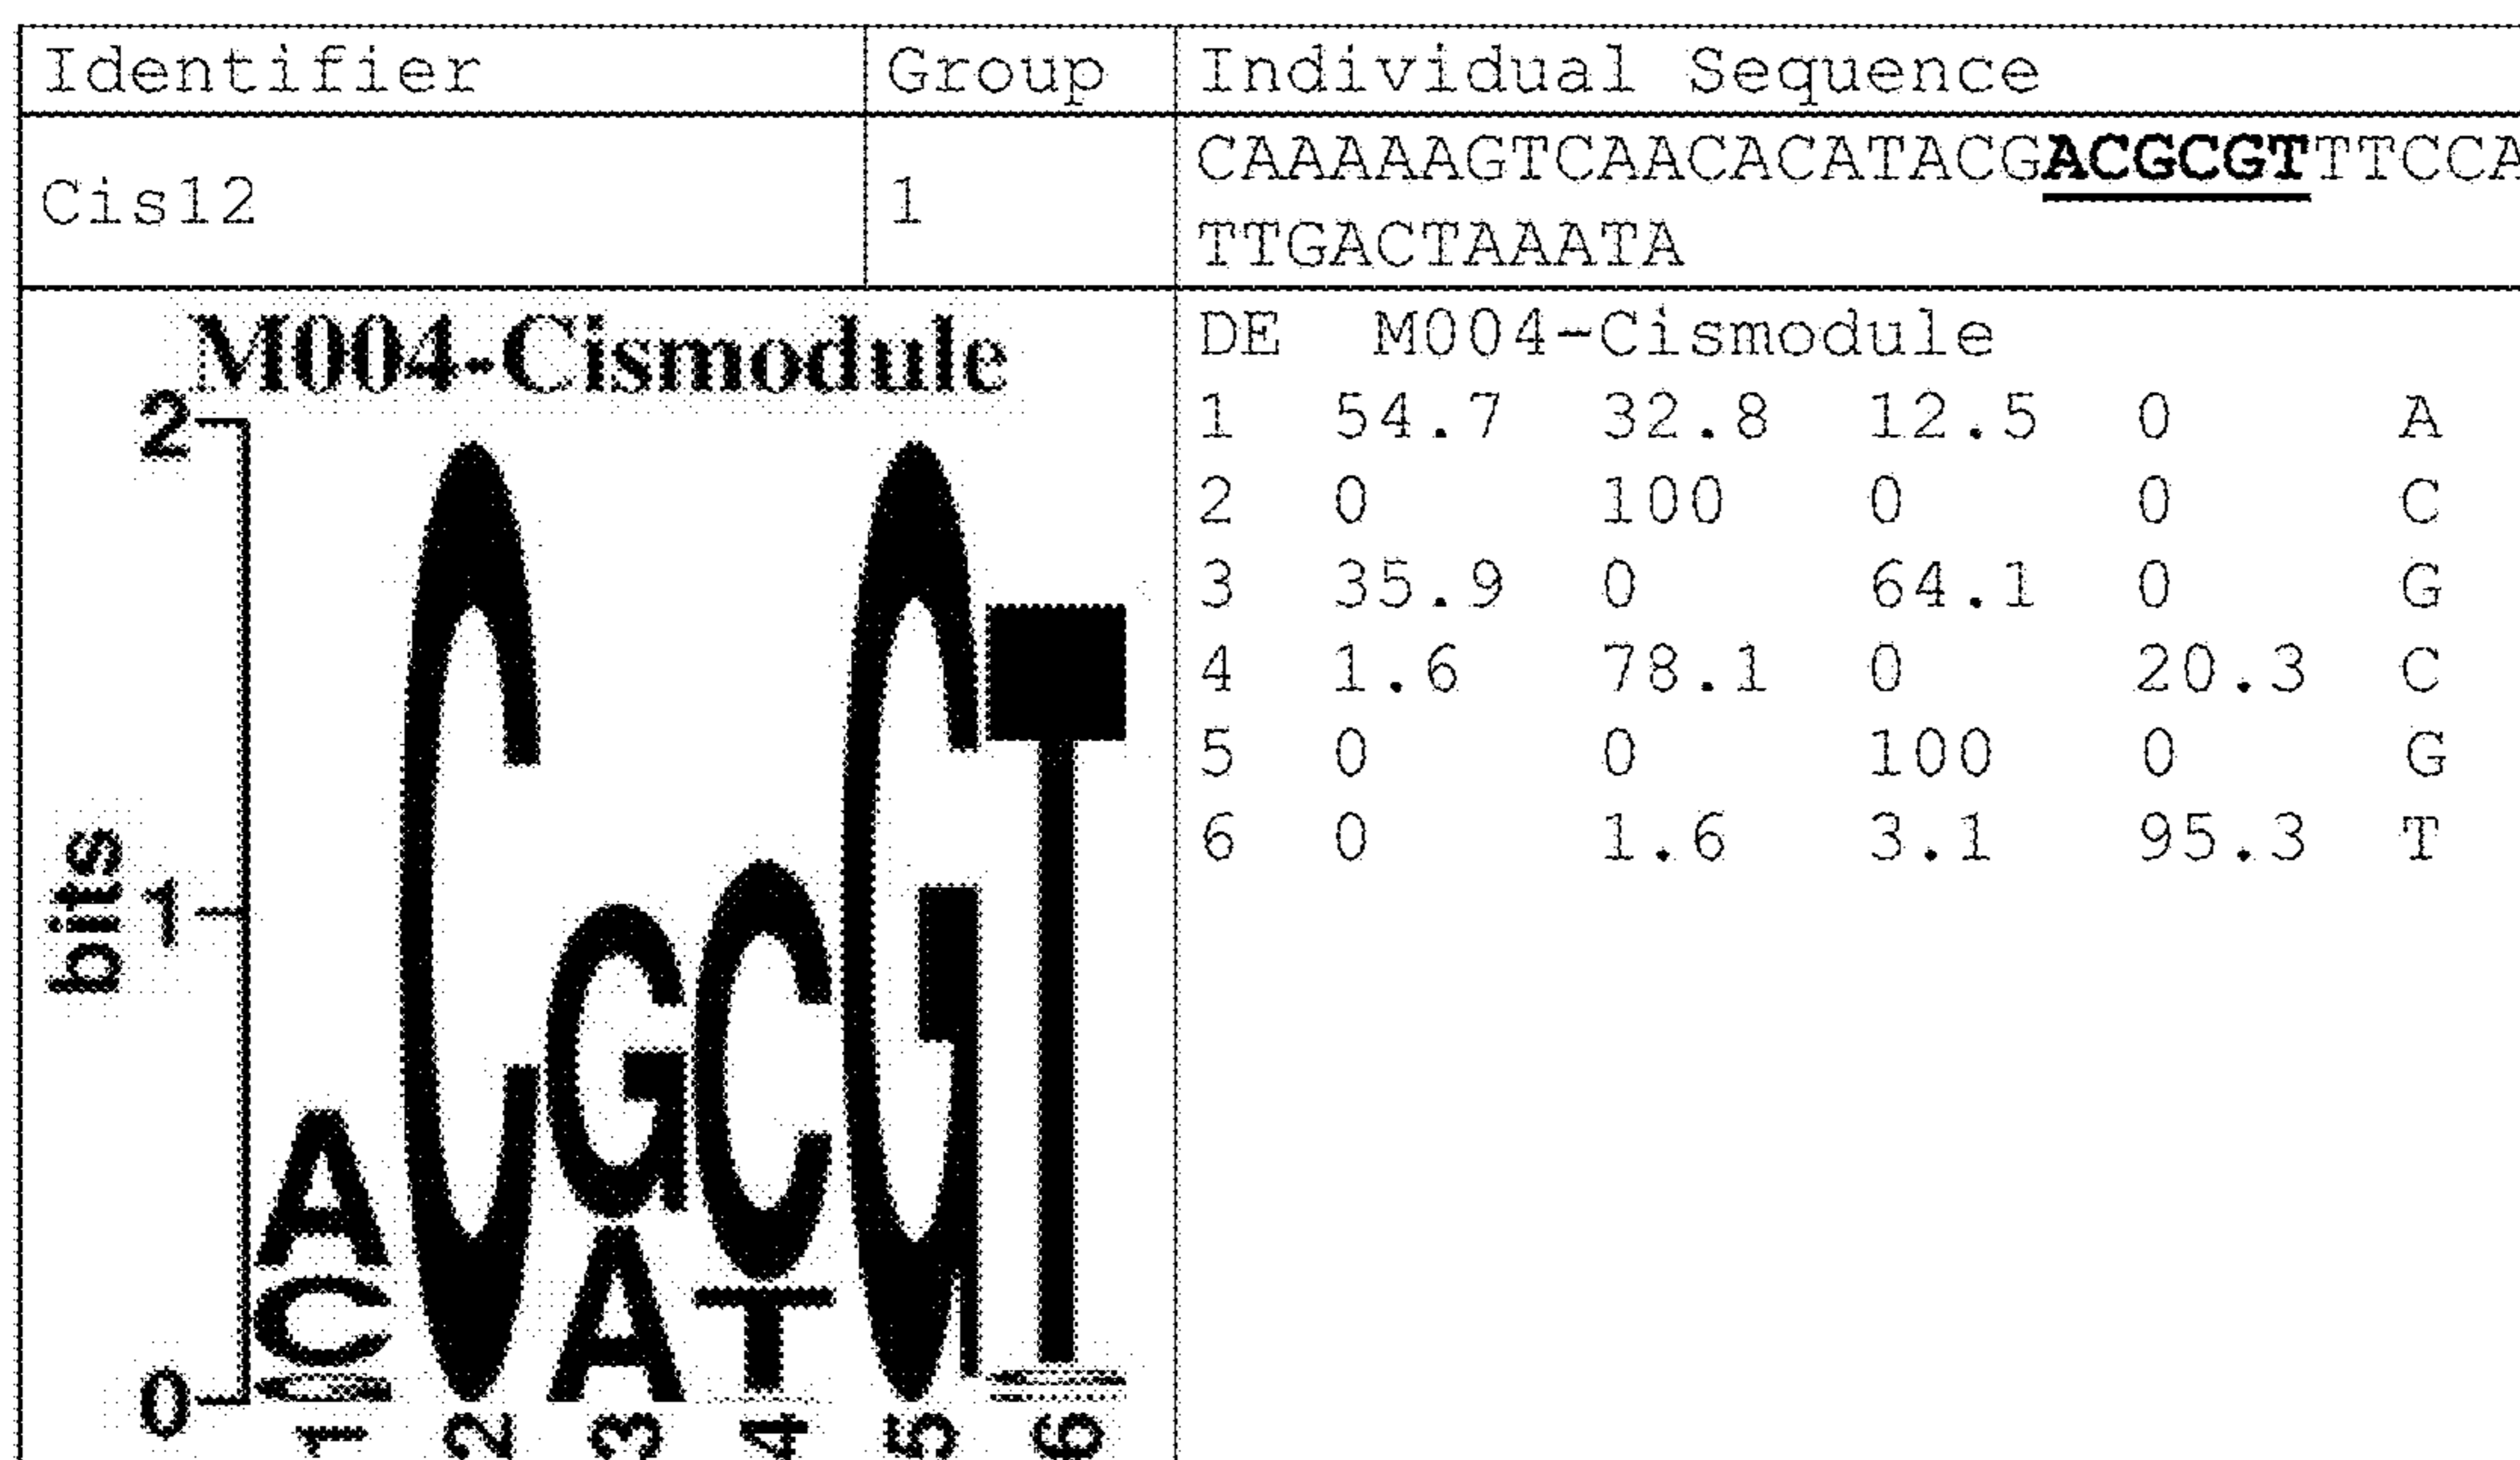 Identifier Group Individual Sequence
Cis12 1 CAAAAAGTCAACACATACGACGCGTTTCCA
TTGACTAAATA
M004-Cismodule
2
bits
1
0
A
C
C
G
A
C
T
G
T
1 2 3 4 5 6
DE M004-Cismodule
1 54.7 32.8 12.5 0 A
2 0 100 0 0 C
3 35.9 0 64.1 0 G
4 1.6 78.1 0 20.3 C
5 0 0 100 0 G
6 0 1.6 3.1 95.3 T